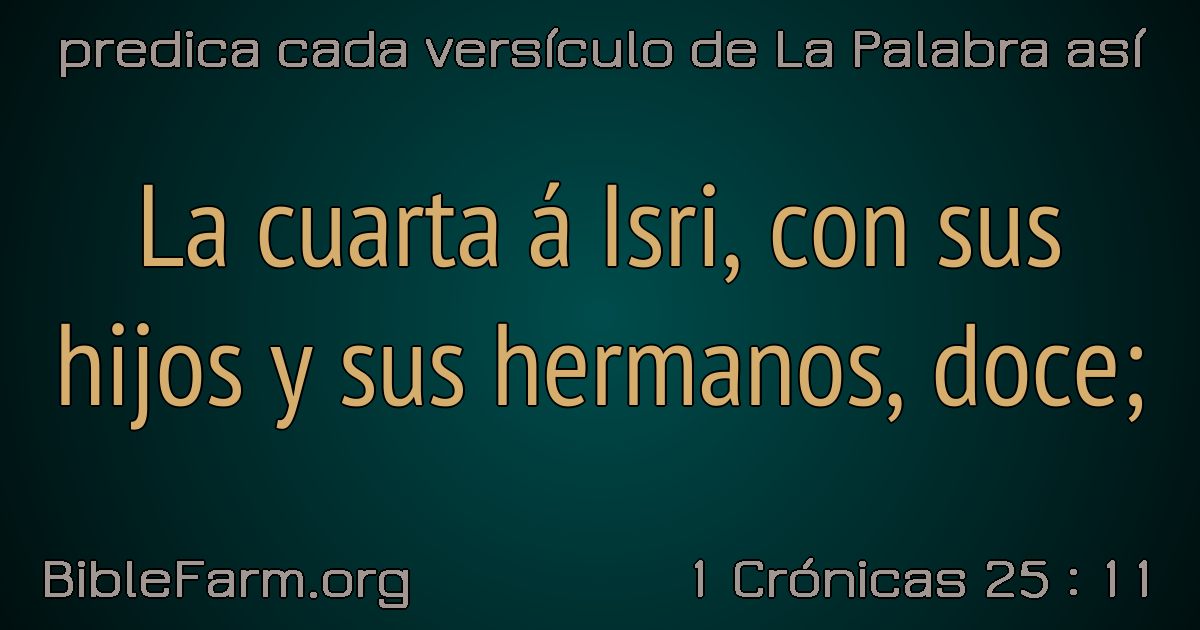 predica cada versículo de La Palabra así
La cuarta á Isri, con sus
hijos y sus hermanos, doce;
BibleFarm.org
1 Crónicas 25 : 11